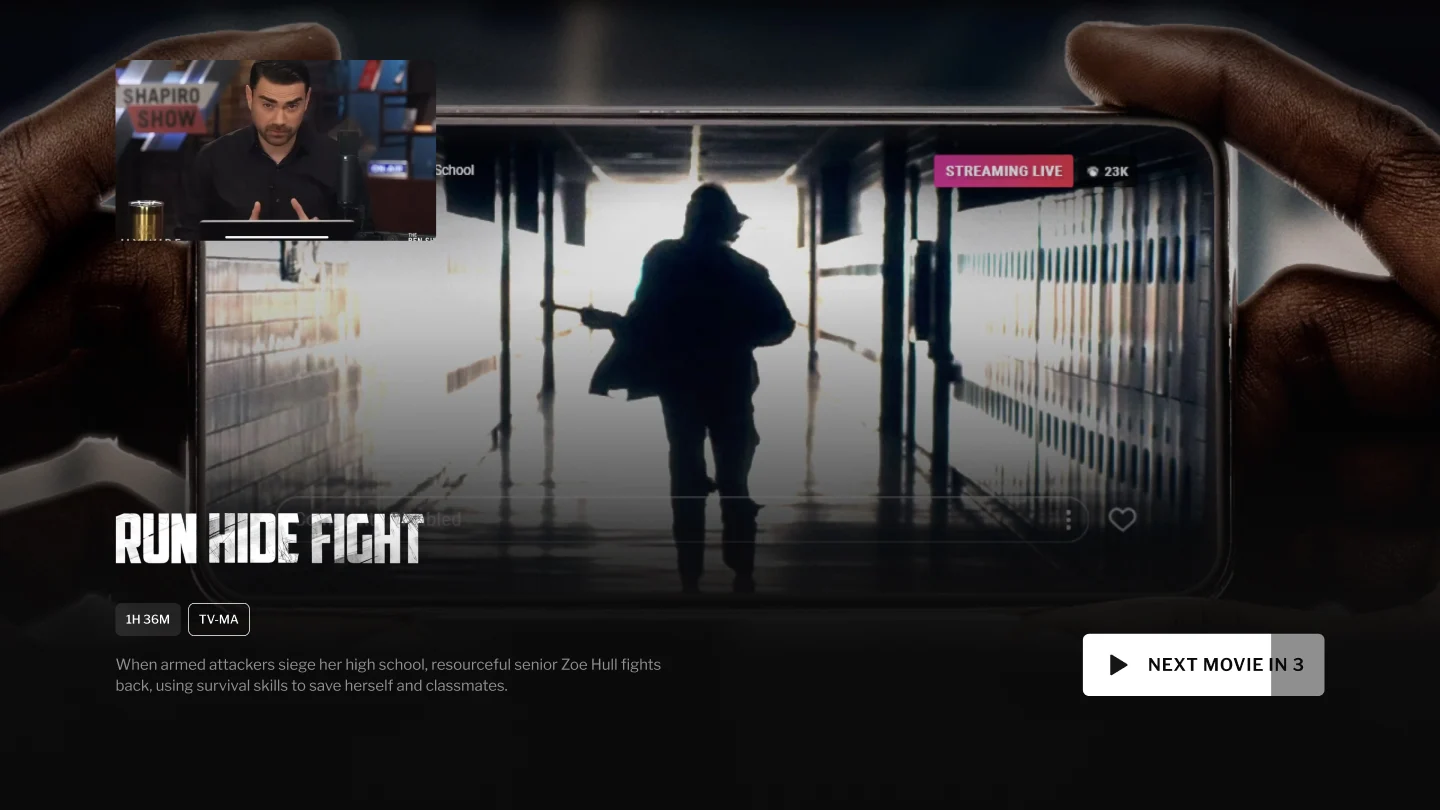 SHAPIRO
SHOW
School
STREAMING LIVE
23K
RUN HIDE FIGHT
1H 36M
TV-MA
When armed attackers siege her high school, resourceful senior Zoe Hull fights
back, using survival skills to save herself and classmates.
NEXT MOVIE IN 3